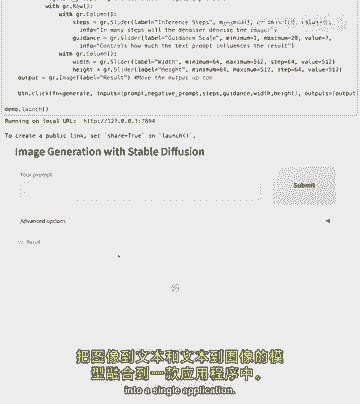 with gr.Row():
with gr.Column():
steps = gr.Slider(label="Inference Steps", minimum=1,
info="In many steps will the denoiser denoise the image?")
guidance = gr.Slider(label="Guidance Scale", minimum=1, maximum=20, value=7,
info="Controls how much the text prompt influences the result")
with gr.Column():
width = gr.Slider(label="Width", minimum=64, maximum=512, step=64, value=512)
height = gr.Slider(label="Height", minimum=64, maximum=512, step=64, value=512)
output = gr.Image(label="Result") #Move the output up too
btn.click(fn=generate, inputs=[prompt,negative_prompt,steps,guidance,width,height], outputs=[output
demo.launch(
Running on local URL: http://127.0.0.1:7894
To create a public link, set `share=True` in `launch()`.
Image Generation with Stable Diffusion
Your prompt
Submit
Advanced options
Result
把图像到文本和文本到图像的模
型融合到一款应用程序中。
into a single application.